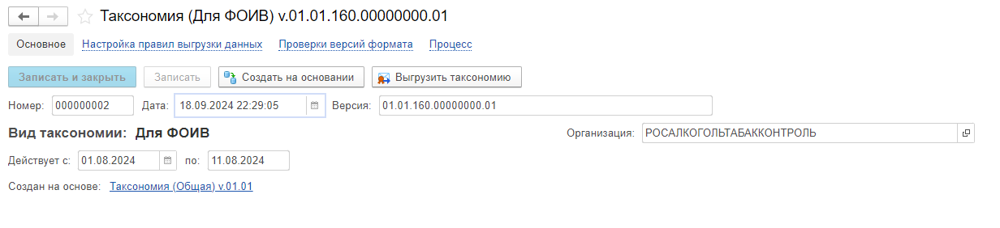 Таксономия (Для ФОИВ) v.01.01.160.00000000.01
Основное Настройка правил выгрузки данных Проверки версий формата Процесс
Записать и закрыть Записать Создать на основании Выгрузить таксономию
Номер: 000000002 Дата: 18.09.2024 22:29:05 Версия: 01.01.160.00000000.01
Вид таксономии: Для ФОИВ Организация: РОСАЛКОГОЛЬТАБАККОНТРОЛЬ
Действует с: 01.08.2024 по: 11.08.2024
Создан на основе: Таксономия (Общая) v.01.01